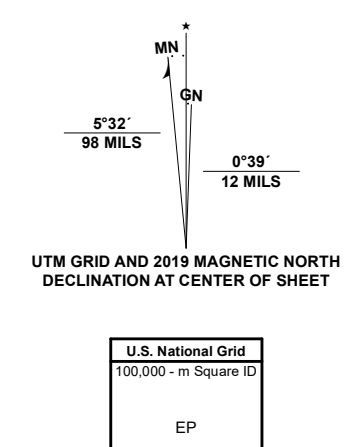 ★
MN
GN
5°32´
98 MILS
0°39´
12 MILS
UTM GRID AND 2019 MAGNETIC NORTH
DECLINATION AT CENTER OF SHEET
U.S. National Grid
100,000 - m Square ID
EP